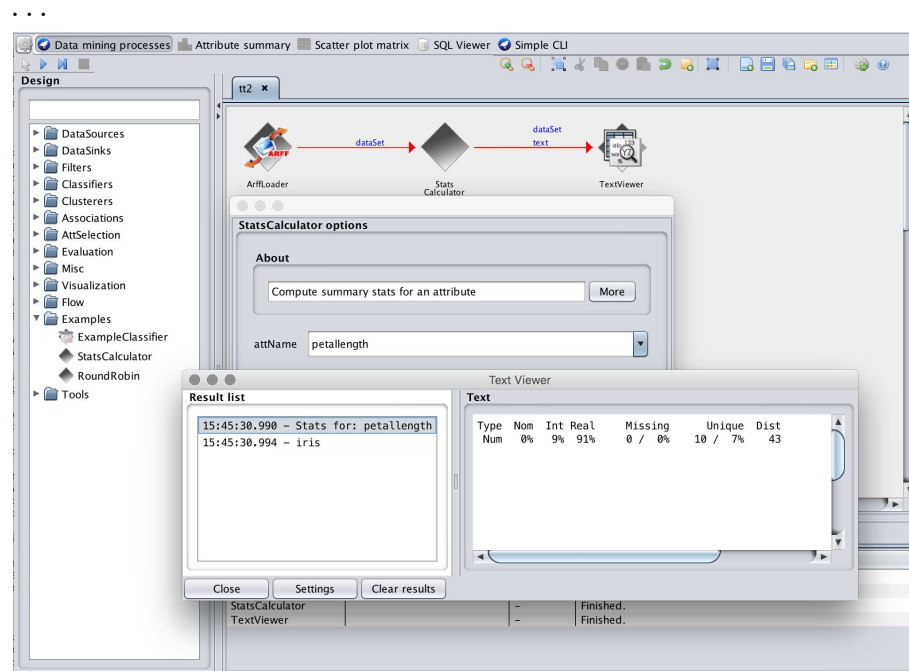 . . .
Data mining processes Attribute summary Scatter plot matrix SQL Viewer Simple CLI
Design
tt2 ×
DataSources
DataSinks
Filters
Classifiers
Clusterers
Associations
AttSelection
Evaluation
Misc
Visualization
Flow
Examples
ExampleClassifier
StatsCalculator
RoundRobin
Tools
ARFF
dataSet
dataSet
text
ArffLoader
Stats
Calculator
TextViewer
StatsCalculator options
About
Compute summary stats for an attribute
More
attName petallength
Text Viewer
Result list
15:45:30.990 – Stats for: petallength
15:45:30.994 – iris
Text
Type Nom Int Real Missing Unique Dist
Num 0% 9% 91% 0 / 0% 10 / 7% 43
Close Settings Clear results
StatsCalculator – Finished.
TextViewer – Finished.